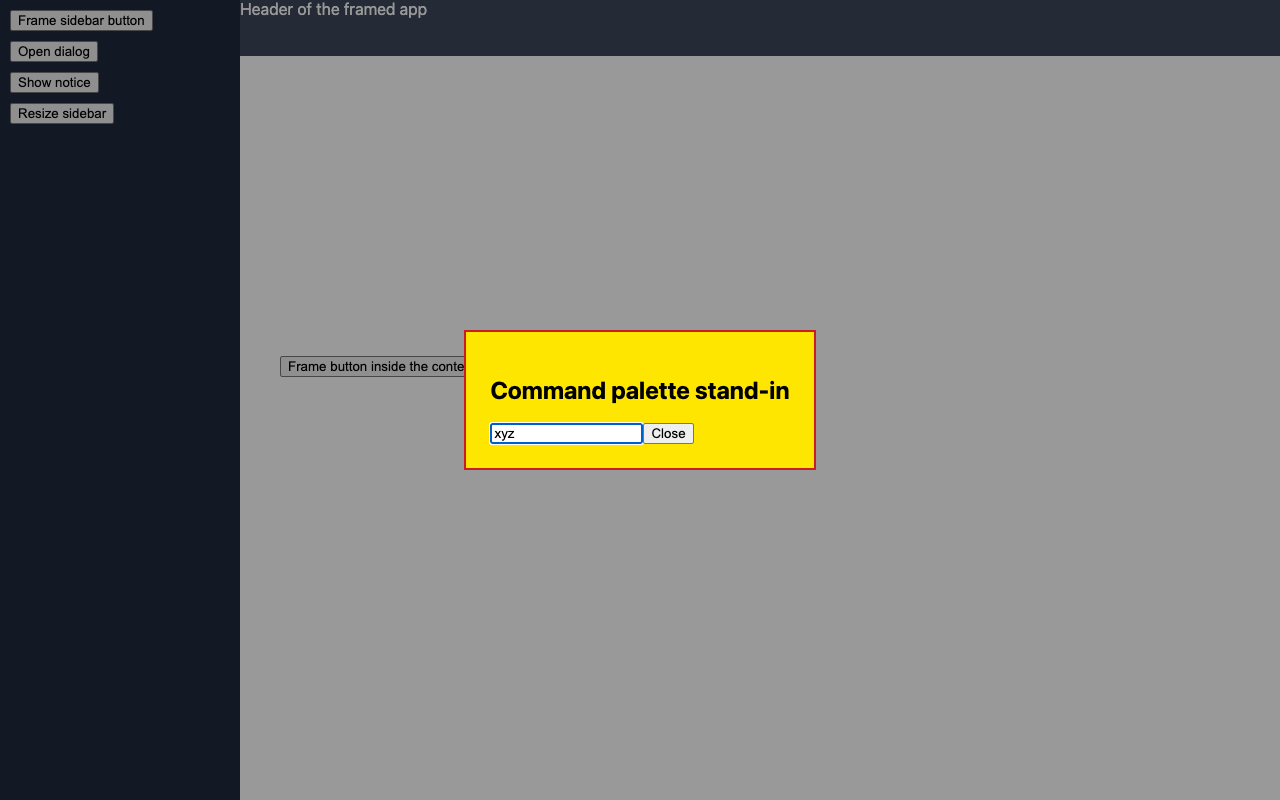 Frame sidebar button
Header of the framed app
Open dialog
Show notice
Resize sidebar
Frame button inside the conte
Command palette stand-in
xyz
Close